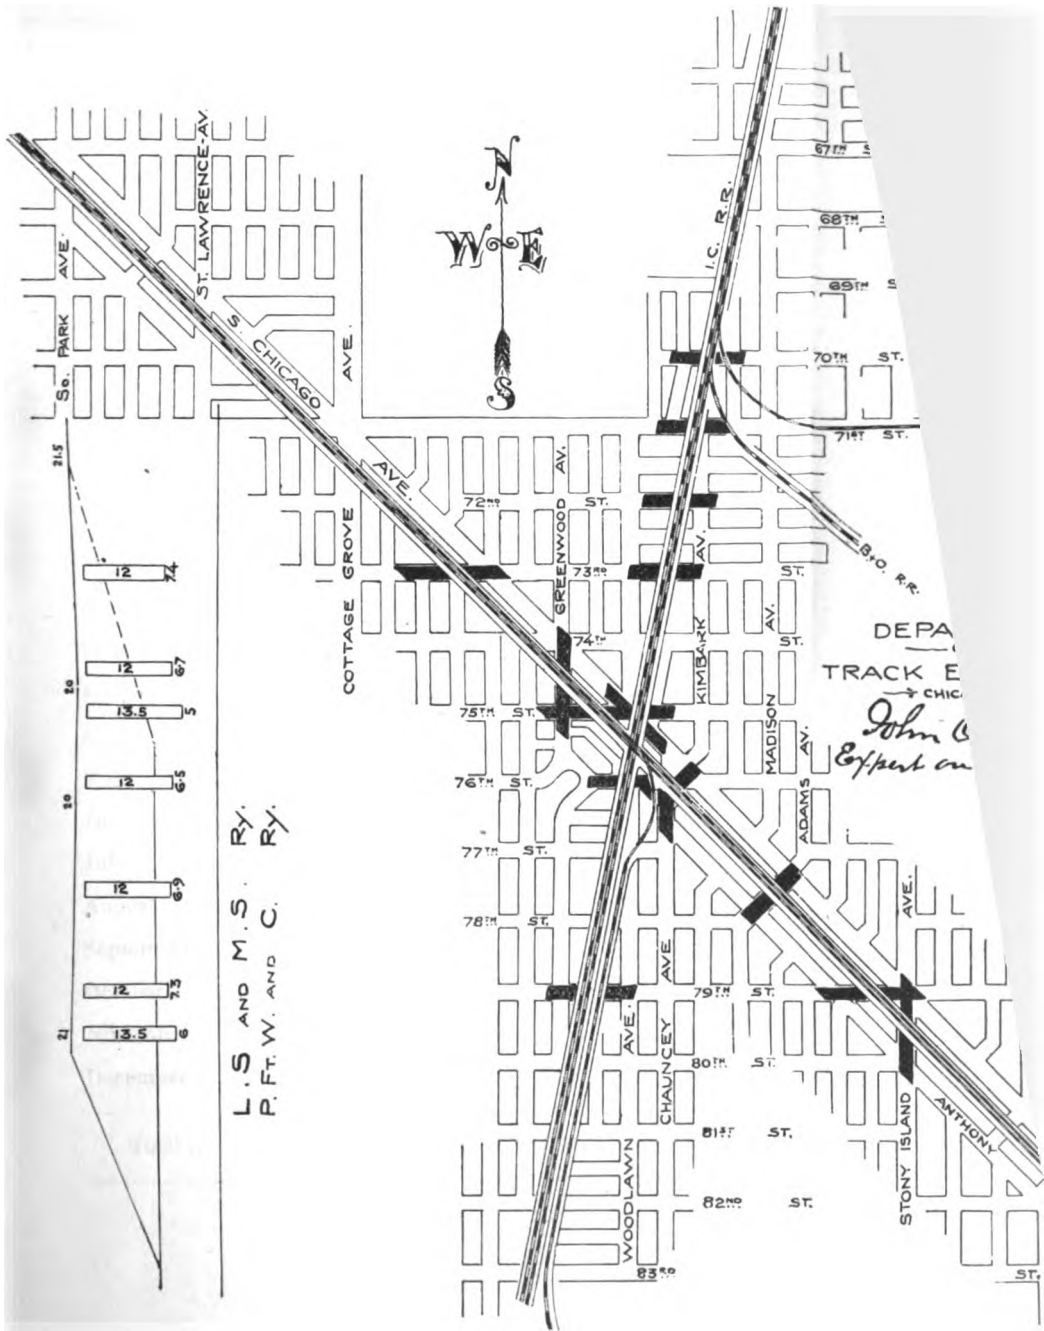 ST. LAWRENCE-AV.
N
W E
S
I. C. R.R.
67TH S
68TH S
69TH S
70TH ST.
71ST ST.
So. PARK AVE.
S. CHICAGO AVE.
COTTAGE GROVE AVE.
72ND ST.
GREENWOOD AV.
73RD ST.
B.+O. R.R.
74TH ST.
KIMBARK AV.
MADISON AV.
ADAMS AV.
75TH ST.
76TH ST.
77TH ST.
78TH ST.
79TH ST.
80TH ST.
81ST ST.
82ND ST.
83RD ST.
WOODLAWN AVE.
CHAUNCEY AVE
STONY ISLAND AVE.
ANTHONY
DEPA
TRACK E
CHIC
John O
Expert on
21.5
12 7.4
12 6.7
20
13.5 5
12 6.5
20
12 6.9
12 7.3
21
13.5 6
L. S AND M. S. RY.
P. FT. W. AND C. RY.